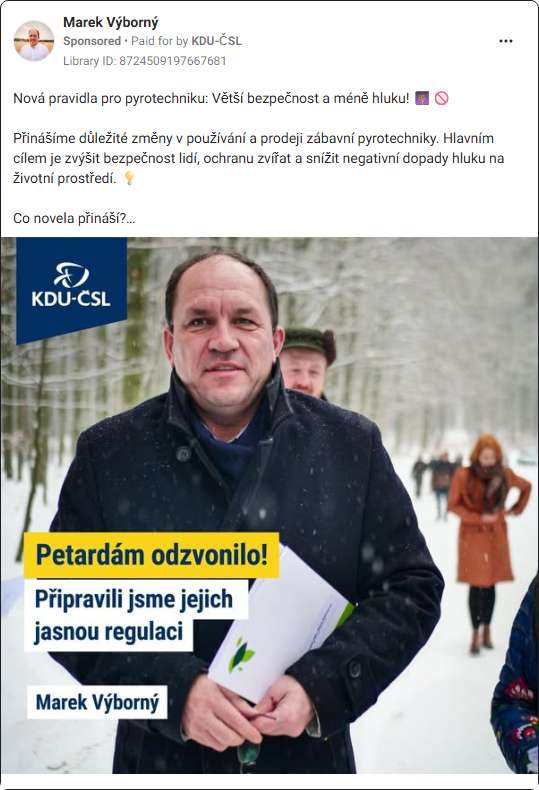 Marek Výborný
Sponsored • Paid for by KDU-ČSL
Library ID: 8724509197667681
Nová pravidla pro pyrotechniku: Větší bezpečnost a méně hluku! 🎆 🚫
Přinášíme důležité změny v používání a prodeji zábavní pyrotechniky. Hlavním
cílem je zvýšit bezpečnost lidí, ochranu zvířat a snížit negativní dopady hluku na
životní prostředí. 👇
Co novela přináší?...
KDU-ČSL
Petardám odzvonilo!
Připravili jsme jejich
jasnou regulaci
Marek Výborný